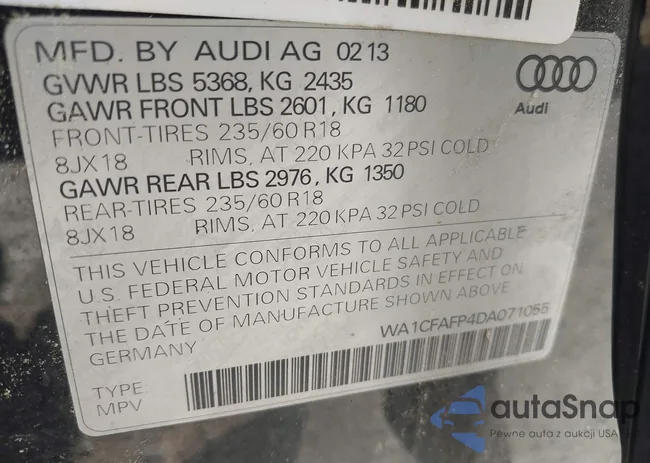 MFD. BY AUDI AG 02 13
GVWR LBS 5368, KG 2435
GAWR FRONT LBS 2601, KG 1180
FRONT-TIRES 235/60 R18
8JX18 RIMS, AT 220 KPA 32 PSI COLD
GAWR REAR LBS 2976, KG 1350
REAR-TIRES 235/60 R18
8JX18 RIMS, AT 220 KPA 32 PSI COLD
Audi
THIS VEHICLE CONFORMS TO ALL APPLICABLE
U.S. FEDERAL MOTOR VEHICLE SAFETY AND
THEFT PREVENTION STANDARDS IN EFFECT ON
THE DATE OF MANUFACTURE SHOWN ABOVE
GERMANY
WA1CFAFP4DA071055
TYPE:
MPV
autaSnap
Pewne auta z aukcji USA